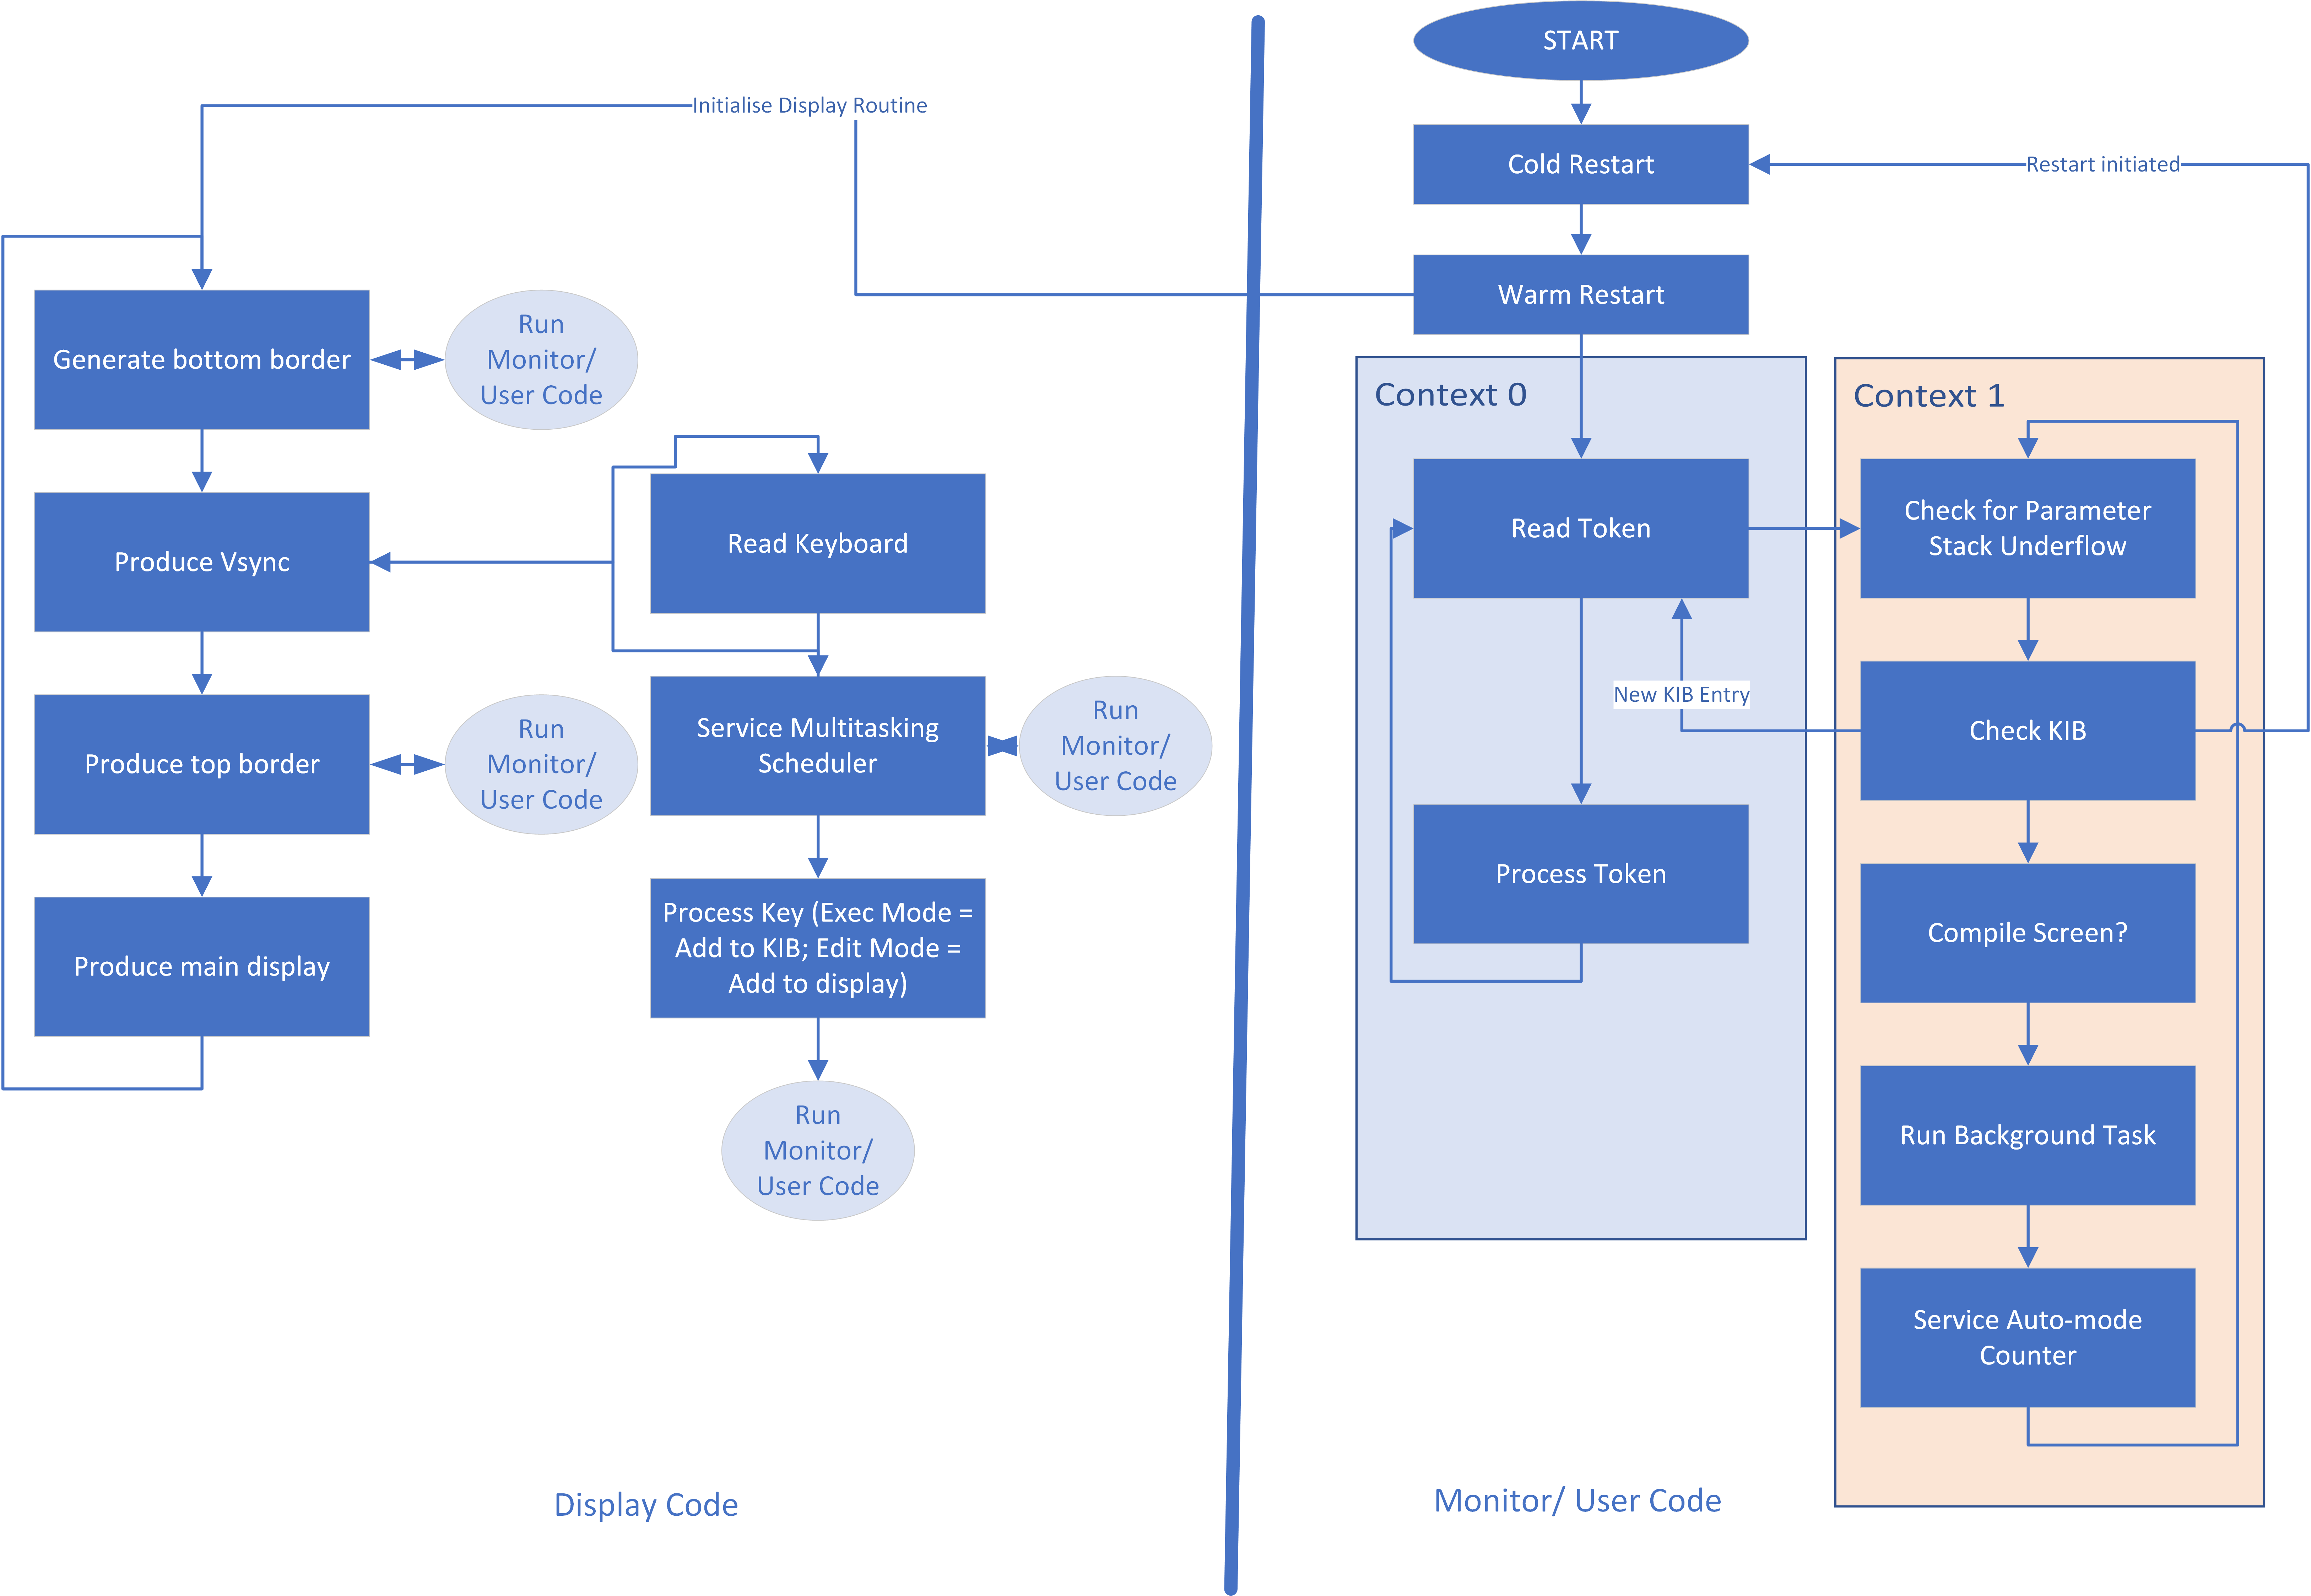 START
Initialise Display Routine
Cold Restart
Restart initiated
Warm Restart
Generate bottom border
Run
Monitor/
User Code
Produce Vsync
Read Keyboard
Produce top border
Run
Monitor/
User Code
Service Multitasking
Scheduler
Run
Monitor/
User Code
Produce main display
Process Key (Exec Mode =
Add to KIB; Edit Mode =
Add to display)
Run
Monitor/
User Code
Display Code
Context 0
Read Token
New KIB Entry
Process Token
Context 1
Check for Parameter
Stack Underflow
Check KIB
Compile Screen?
Run Background Task
Service Auto-mode
Counter
Monitor/ User Code